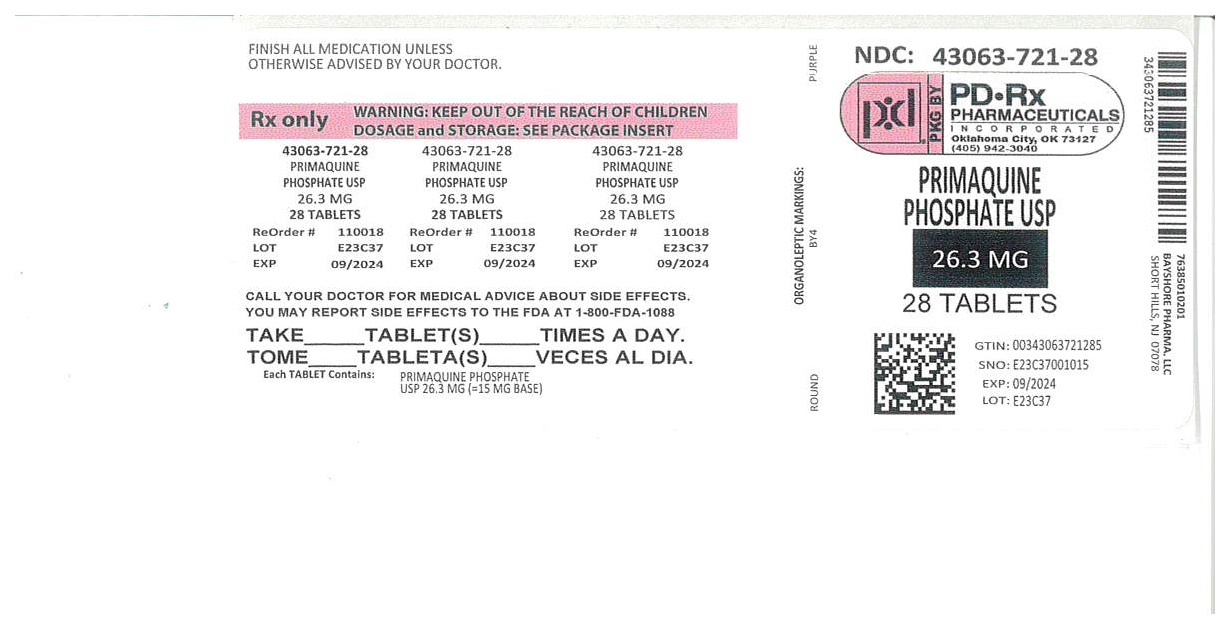 FINISH ALL MEDICATION UNLESS
OTHERWISE ADVISED BY YOUR DOCTOR.
Rx only
WARNING: KEEP OUT OF THE REACH OF CHILDREN
DOSAGE and STORAGE: SEE PACKAGE INSERT
43063-721-28 43063-721-28 43063-721-28
PRIMAQUINE PRIMAQUINE PRIMAQUINE
PHOSPHATE USP PHOSPHATE USP PHOSPHATE USP
26.3 MG 26.3 MG 26.3 MG
28 TABLETS 28 TABLETS 28 TABLETS
ReOrder # 110018 ReOrder # 110018 ReOrder # 110018
LOT E23C37 LOT E23C37 LOT E23C37
EXP 09/2024 EXP 09/2024 EXP 09/2024
CALL YOUR DOCTOR FOR MEDICAL ADVICE ABOUT SIDE EFFECTS.
YOU MAY REPORT SIDE EFFECTS TO THE FDA AT 1-800-FDA-1088
TAKE______TABLET(S)______TIMES A DAY.
TOME_____TABLETA(S)_____VECES AL DIA.
Each TABLET Contains: PRIMAQUINE PHOSPHATE
USP 26.3 MG (=15 MG BASE)
PURPLE
ORGANOLEPTIC MARKINGS:
BY4
ROUND
NDC: 43063-721-28
PKG BY
PD•Rx
PHARMACEUTICALS
INCORPORATED
Oklahoma City, OK 73127
(405) 942-3040
PRIMAQUINE
PHOSPHATE USP
26.3 MG
28 TABLETS
GTIN: 00343063721285
SNO: E23C37001015
EXP: 09/2024
LOT: E23C37
343063721285
76385010201
BAYSHORE PHARMA, LLC
SHORT HILLS, NJ 07078